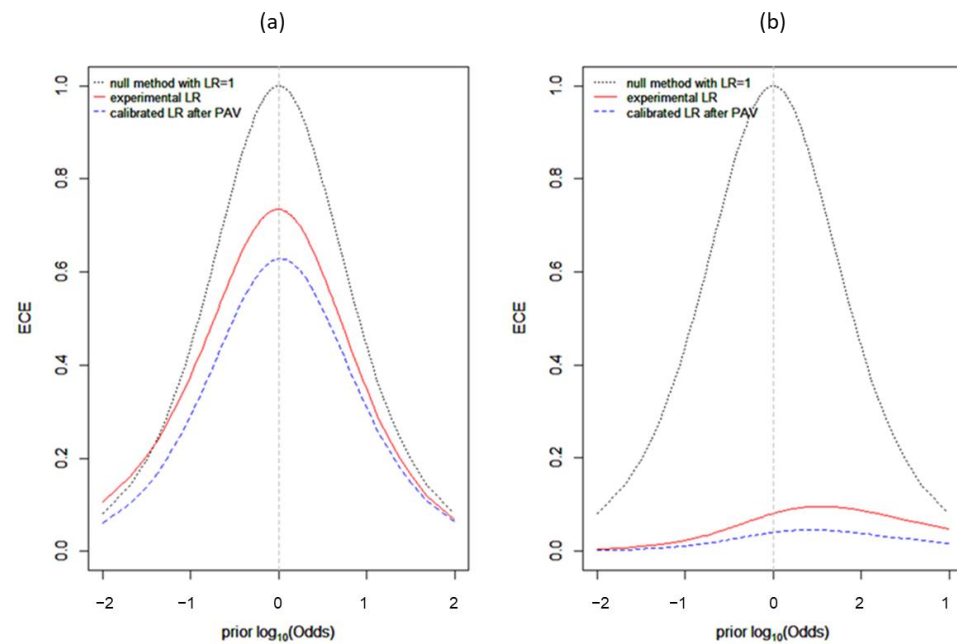 (a)
(b)
null method with LR=1
experimental LR
calibrated LR after PAV
1.0
0.8
0.6
0.4
0.2
0.0
ECE
−2
−1
0
1
2
prior log₁₀(Odds)
null method with LR=1
experimental LR
calibrated LR after PAV
1.0
0.8
0.6
0.4
0.2
0.0
ECE
−2
−1
0
2
1
prior log₁₀(Odds)